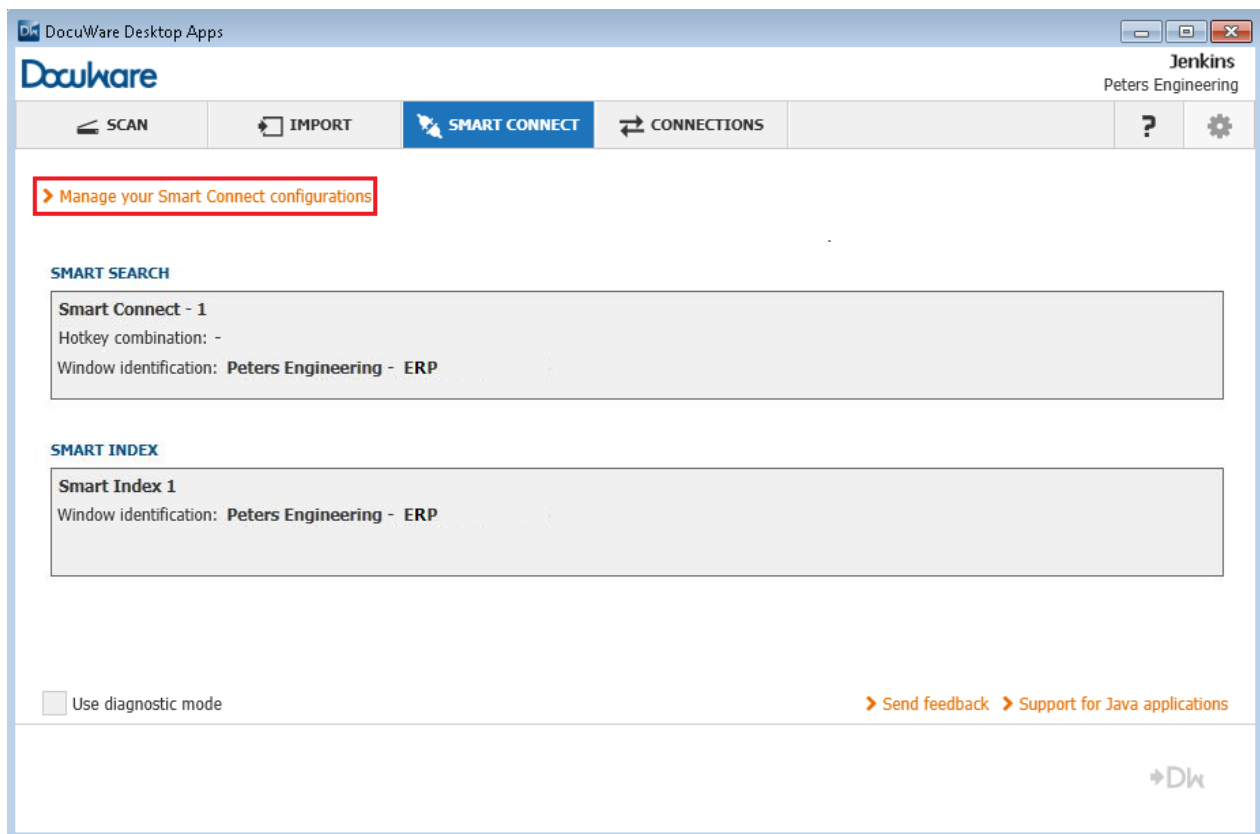 DocuWare Desktop Apps
DocuWare
Jenkins
Peters Engineering
SCAN IMPORT SMART CONNECT CONNECTIONS ?
Manage your Smart Connect configurations
SMART SEARCH
Smart Connect - 1
Hotkey combination: -
Window identification: Peters Engineering - ERP
SMART INDEX
Smart Index 1
Window identification: Peters Engineering - ERP
Use diagnostic mode Send feedback Support for Java applications
DW